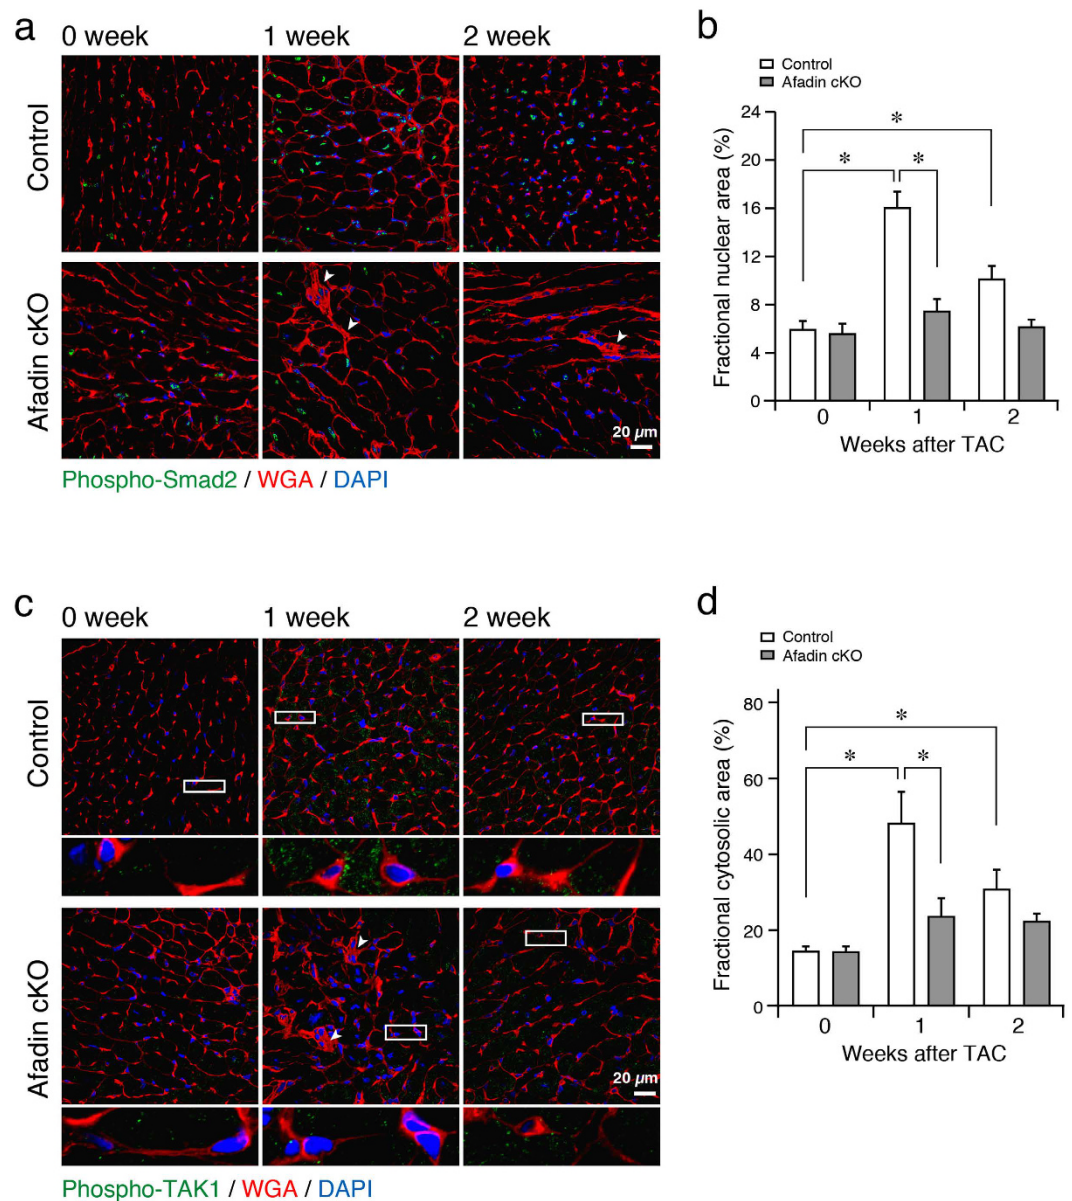 a
0 week 1 week 2 week
Control
Afadin cKO
20 µm
Phospho-Smad2 / WGA / DAPI
b
Control
Afadin cKO
Fractional nuclear area (%)
24
20
16
12
8
4
0
* 
* *
0 1 2
Weeks after TAC
c
0 week 1 week 2 week
Control
Afadin cKO
20 µm
Phospho-TAK1 / WGA / DAPI
d
Control
Afadin cKO
Fractional cytosolic area (%)
80
60
40
20
0
*
* *
0 1 2
Weeks after TAC